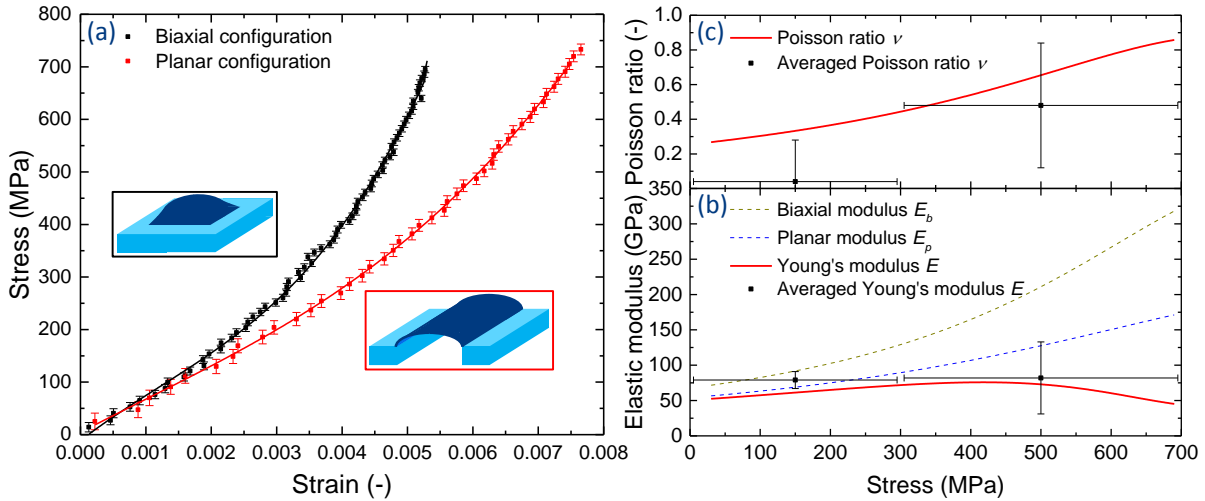 (a)
Biaxial configuration
Planar configuration
Stress (MPa)
800
700
600
500
400
300
200
100
0
0.000 0.001 0.002 0.003 0.004 0.005 0.006 0.007 0.008
Strain (-)
(c)
Poisson ratio ν
Averaged Poisson ratio ν
Poisson ratio (-)
1.0
0.8
0.6
0.4
0.2
(b)
Biaxial modulus E_b
Planar modulus E_p
Young's modulus E
Averaged Young's modulus E
Elastic modulus (GPa)
350
300
250
200
150
100
50
0
0 100 200 300 400 500 600 700
Stress (MPa)